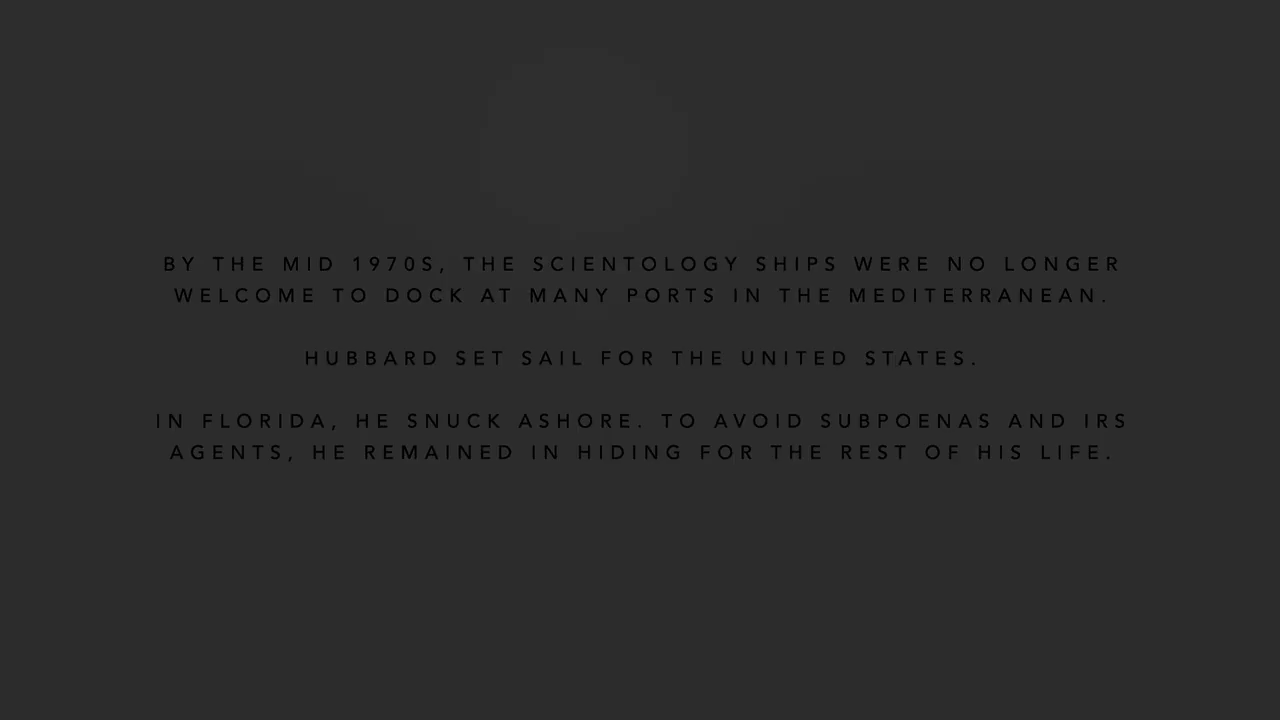 BY THE MID 1970S, THE SCIENTOLOGY SHIPS WERE NO LONGER
WELCOME TO DOCK AT MANY PORTS IN THE MEDITERRANEAN.
HUBBARD SET SAIL FOR THE UNITED STATES.
IN FLORIDA, HE SNUCK ASHORE. TO AVOID SUBPOENAS AND IRS
AGENTS, HE REMAINED IN HIDING FOR THE REST OF HIS LIFE.